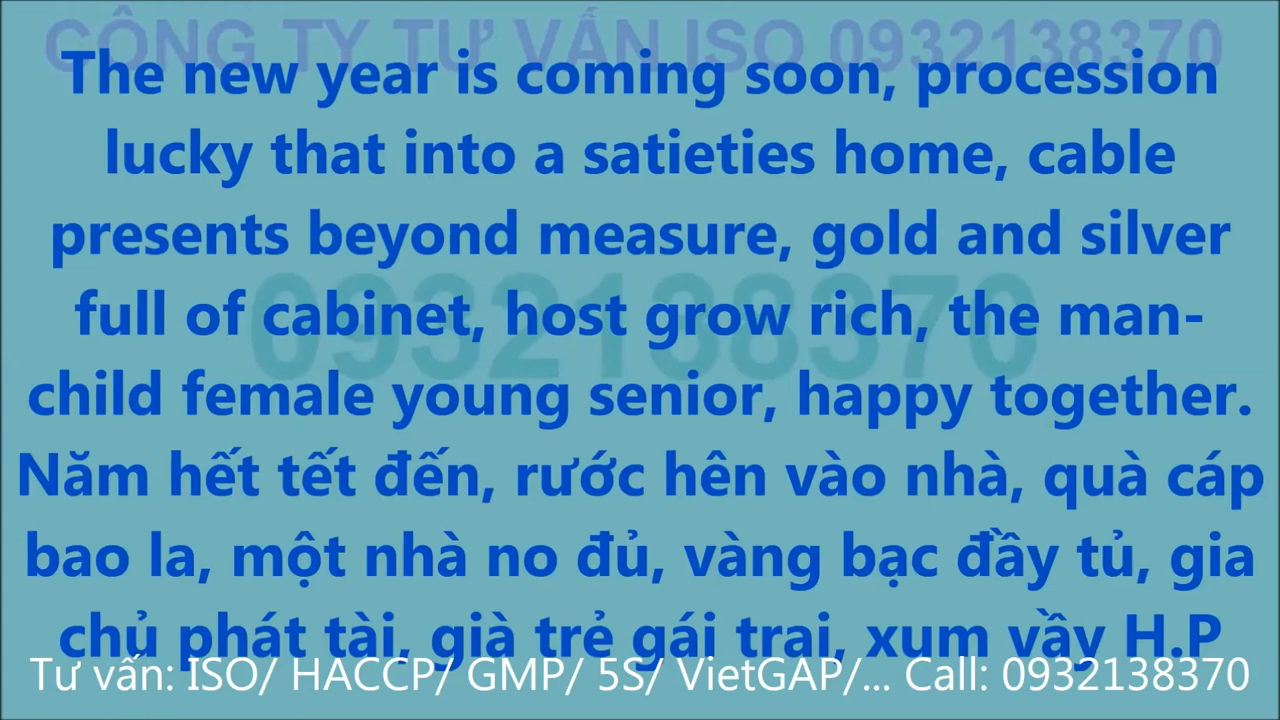 CÔNG TY TƯ VẤN ISO 0932138370
The new year is coming soon, procession
lucky that into a satieties home, cable
presents beyond measure, gold and silver
0932138370
full of cabinet, host grow rich, the man-
child female young senior, happy together.
Năm hết tết đến, rước hên vào nhà, quà cáp
bao la, một nhà no đủ, vàng bạc đầy tủ, gia
chủ phát tài, già trẻ gái trai, xum vầy H.P
Tư vấn: ISO/ HACCP/ GMP/ 5S/ VietGAP/... Call: 0932138370